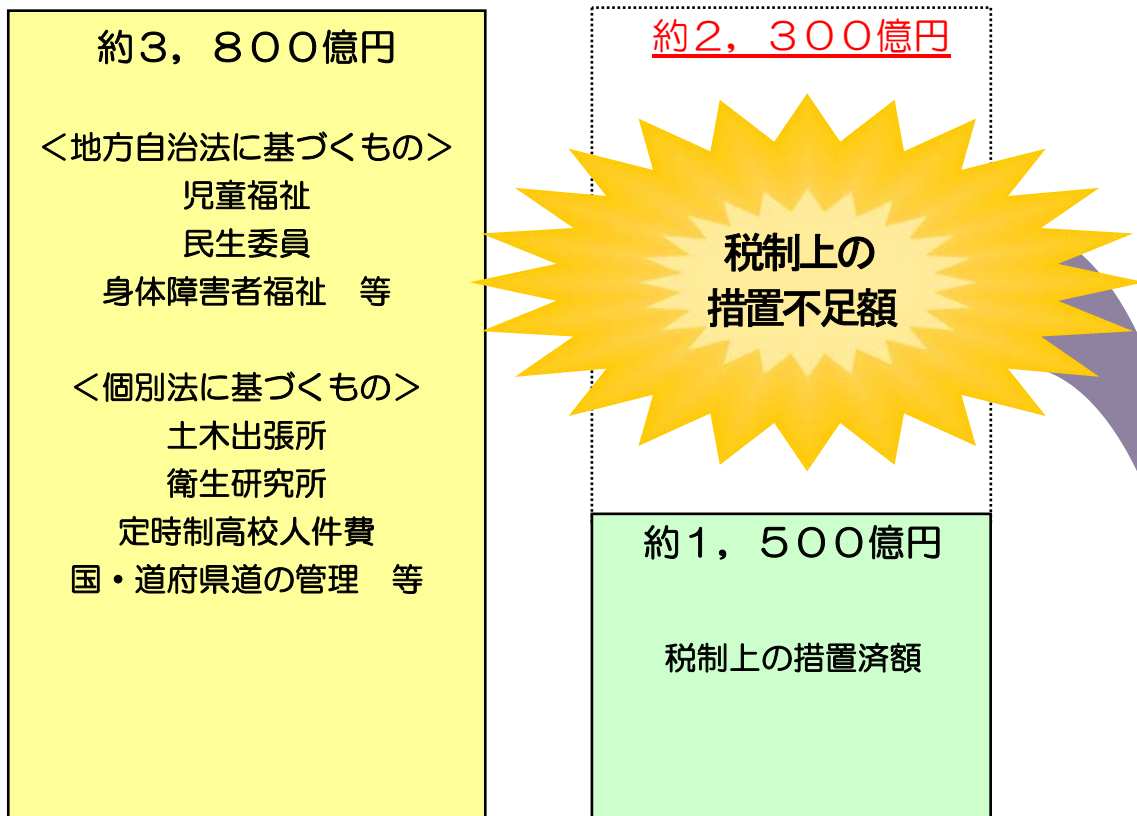 約３，８００億円
＜地方自治法に基づくもの＞
児童福祉
民生委員
身体障害者福祉　等
＜個別法に基づくもの＞
土木出張所
衛生研究所
定時制高校人件費
国・道府県道の管理　等
約２，３００億円
税制上の
措置不足額
約１，５００億円
税制上の措置済額